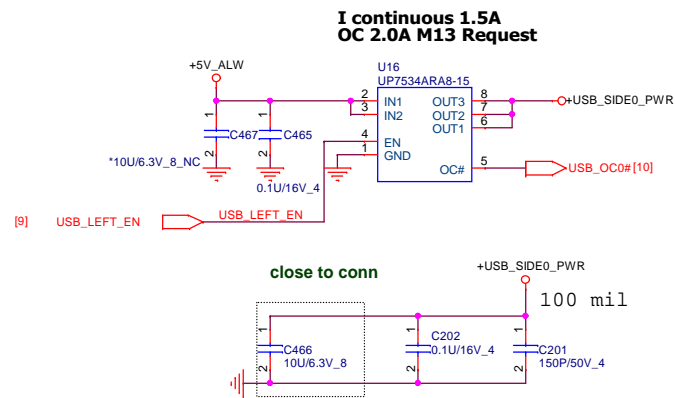 I continuous 1.5A
OC 2.0A M13 Request
+5V_ALW
U16
UP7534ARA8-15
2 IN1 OUT3 8 +USB_SIDE0_PWR
3 IN2 OUT2 7
OUT1 6
4 EN
1 GND
OC# 5 USB_OC0# [10]
1 1
C467 C465
2 2
*10U/6.3V_8_NC
0.1U/16V_4
[9] USB_LEFT_EN USB_LEFT_EN
close to conn
+USB_SIDE0_PWR
100 mil
1 1 1
C466
10U/6.3V_8
C202
0.1U/16V_4
C201
150P/50V_4
2 2 2